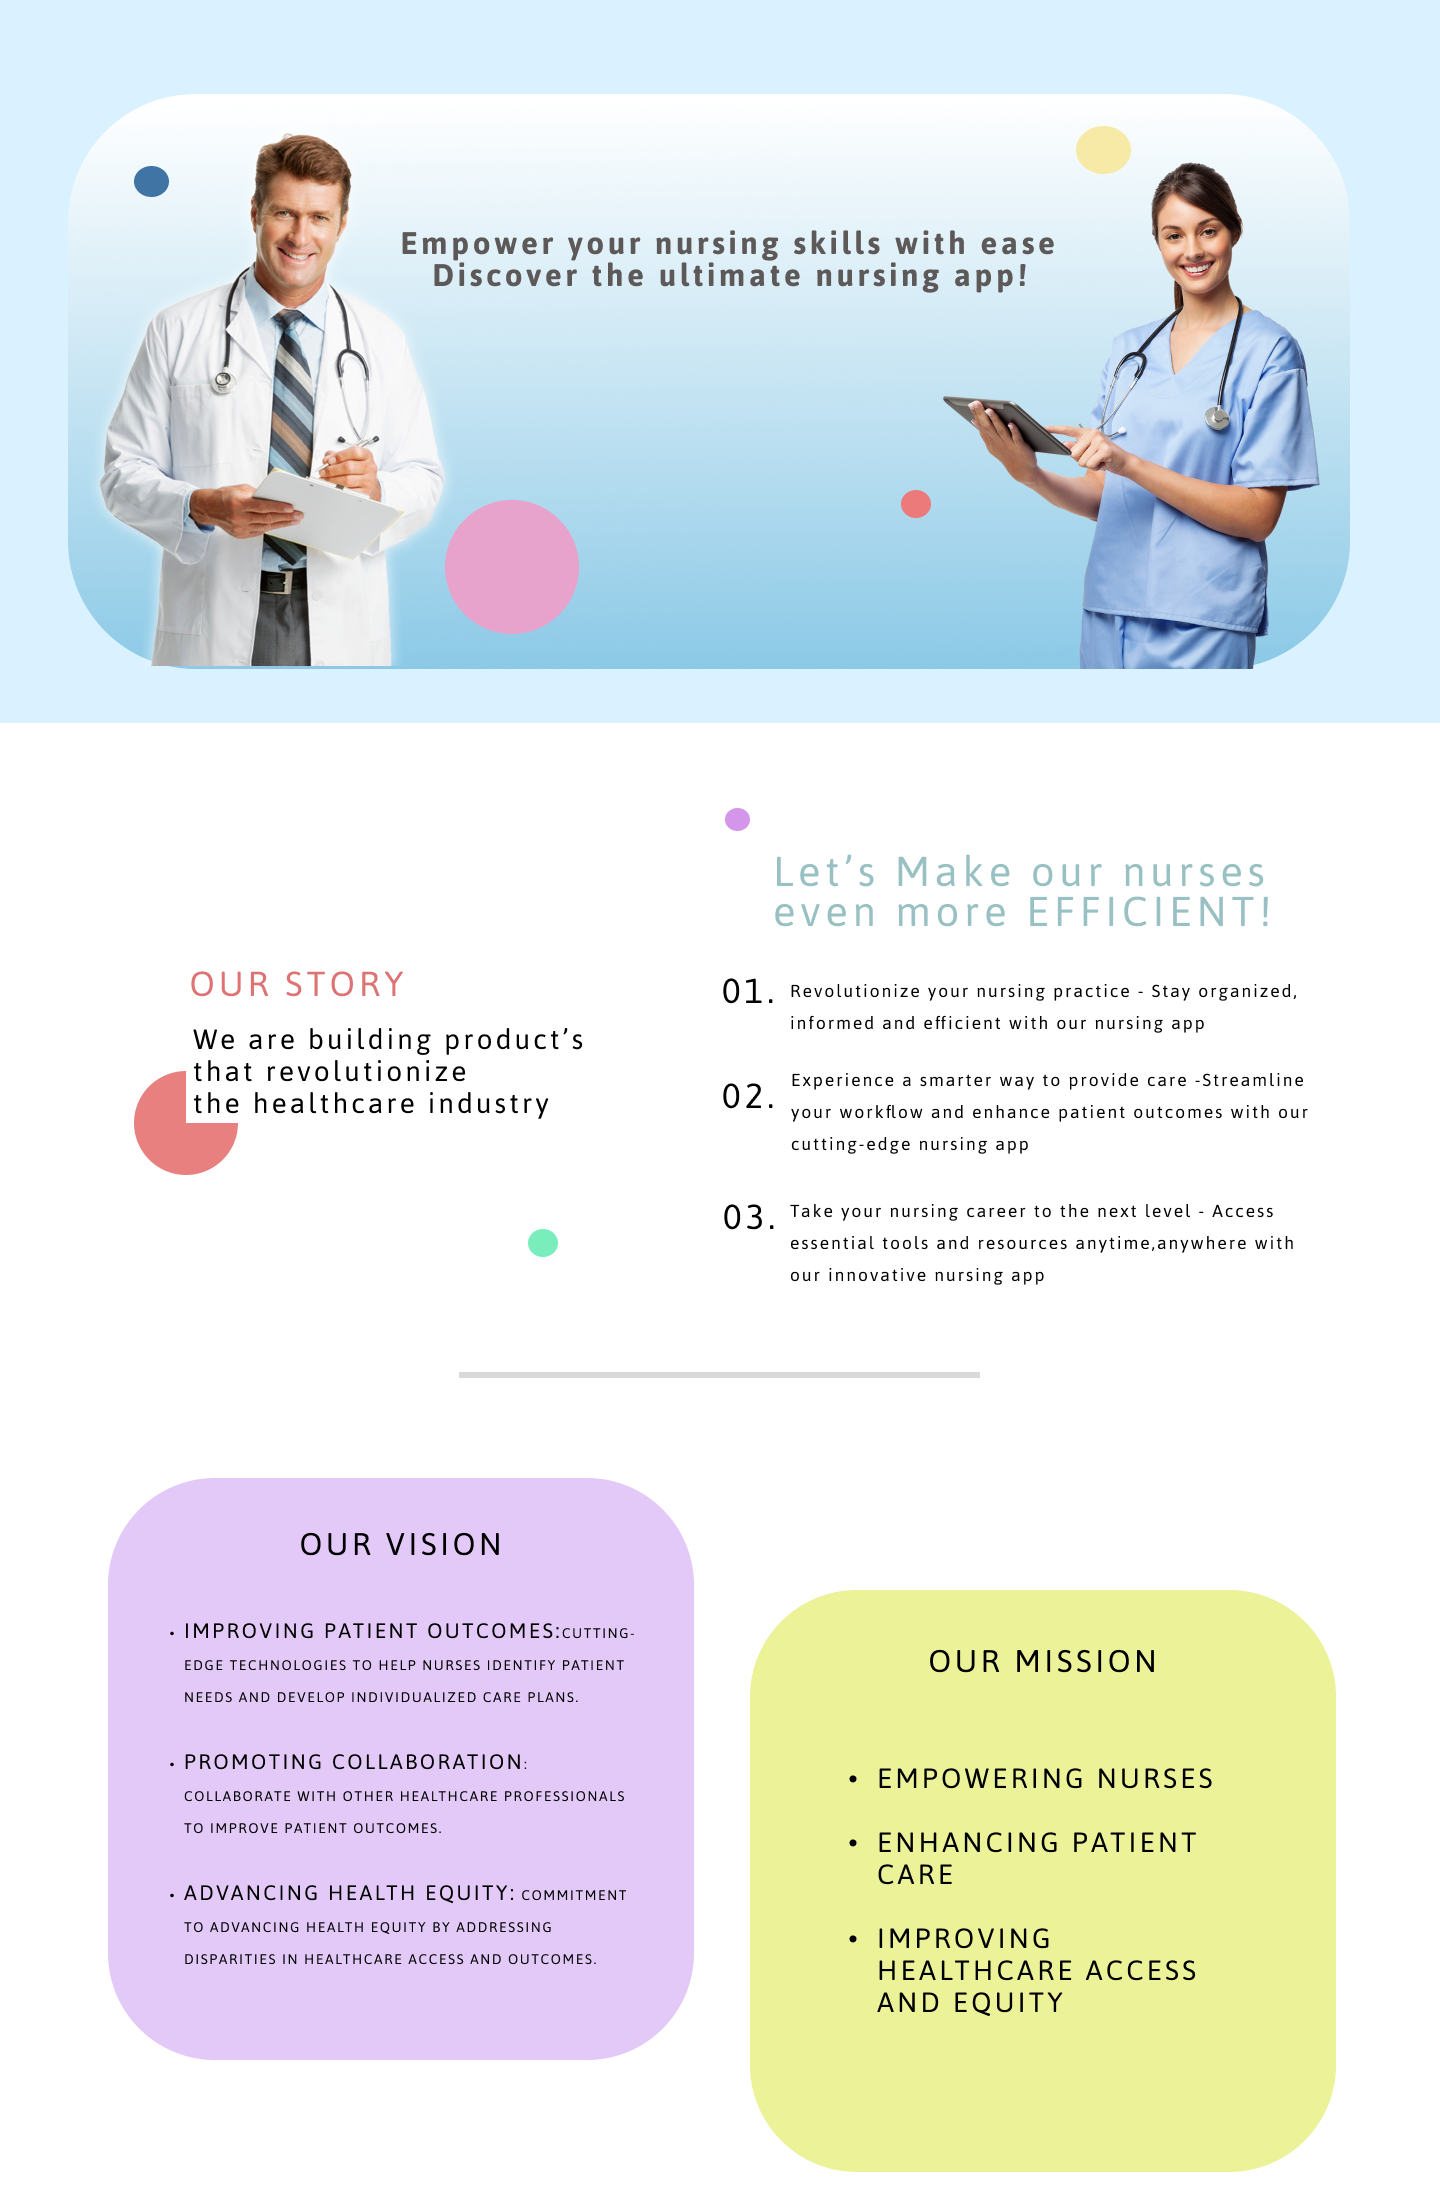 Empower your nursing skills with ease
Discover the ultimate nursing app!
OUR STORY
We are building product’s
that revolutionize
the healthcare industry
Let’s Make our nurses
even more EFFICIENT!
01. Revolutionize your nursing practice - Stay organized,
informed and efficient with our nursing app
02. Experience a smarter way to provide care -Streamline
your workflow and enhance patient outcomes with our
cutting-edge nursing app
03. Take your nursing career to the next level - Access
essential tools and resources anytime,anywhere with
our innovative nursing app
OUR VISION
• IMPROVING PATIENT OUTCOMES:CUTTING-
EDGE TECHNOLOGIES TO HELP NURSES IDENTIFY PATIENT
NEEDS AND DEVELOP INDIVIDUALIZED CARE PLANS.
• PROMOTING COLLABORATION:
COLLABORATE WITH OTHER HEALTHCARE PROFESSIONALS
TO IMPROVE PATIENT OUTCOMES.
• ADVANCING HEALTH EQUITY: COMMITMENT
TO ADVANCING HEALTH EQUITY BY ADDRESSING
DISPARITIES IN HEALTHCARE ACCESS AND OUTCOMES.
OUR MISSION
• EMPOWERING NURSES
• ENHANCING PATIENT
CARE
• IMPROVING
HEALTHCARE ACCESS
AND EQUITY